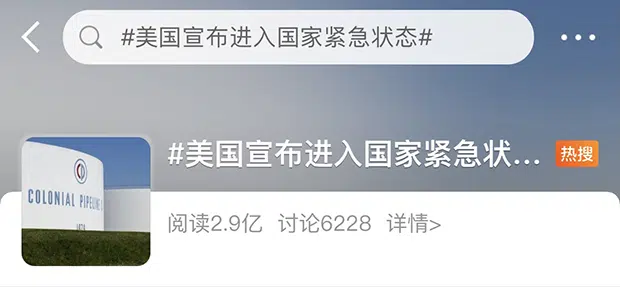 #美国宣布进入国家紧急状态#
#美国宣布进入国家紧急状... 热搜
COLONIAL PIPELINE
阅读2.9亿 讨论6228 详情>